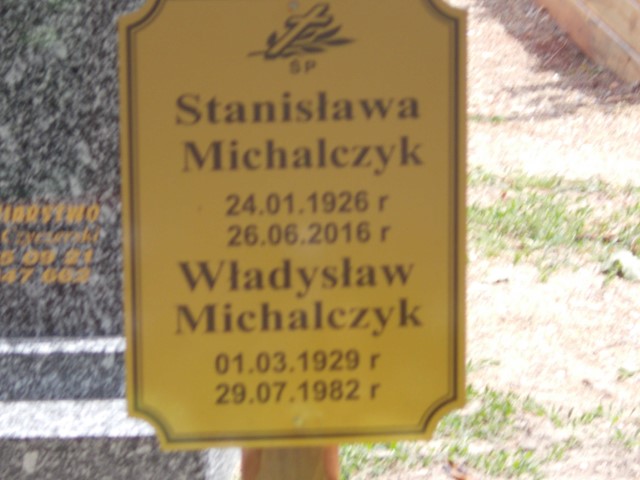 ŚP
Stanisława
Michalczyk
24.01.1926 r
26.06.2016 r
Władysław
Michalczyk
01.03.1929 r
29.07.1982 r